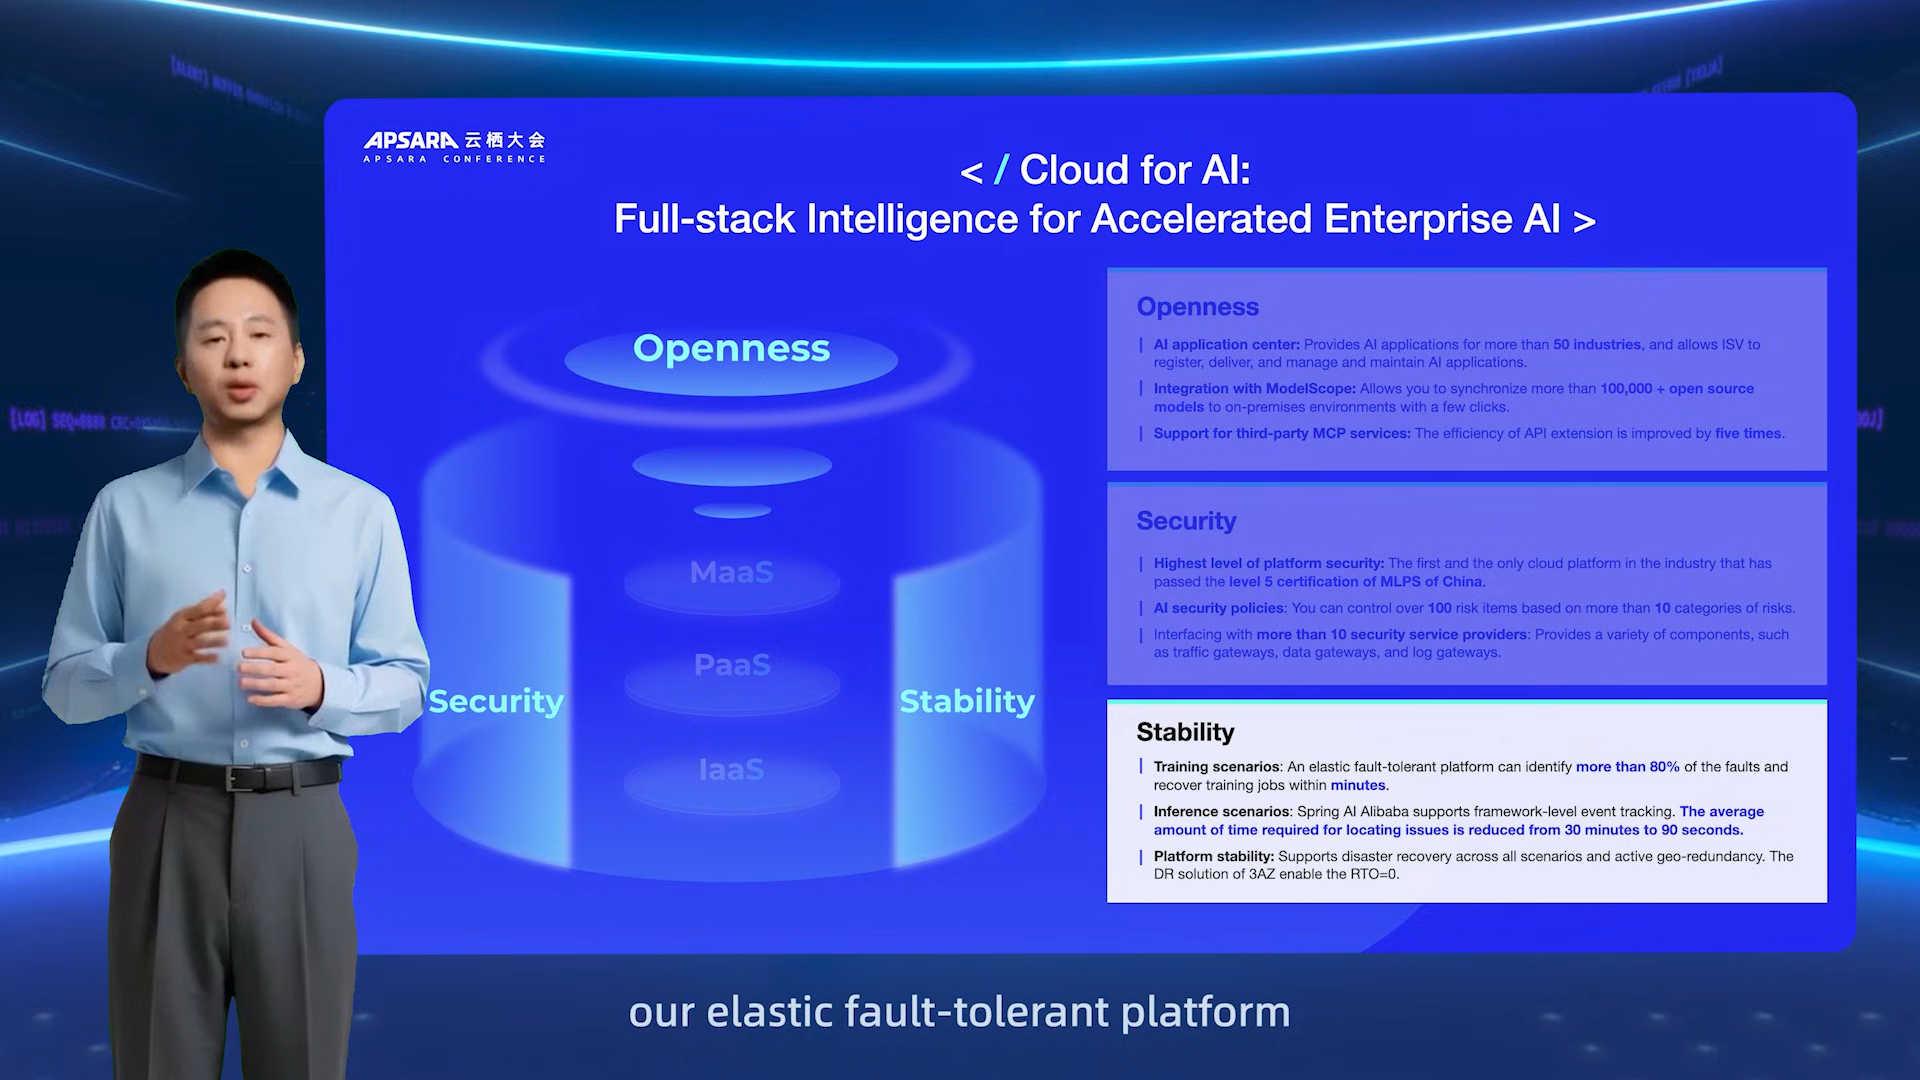 APSARA 云栖大会
APSARA CONFERENCE
< / Cloud for AI:
Full-stack Intelligence for Accelerated Enterprise AI >
Openness
MaaS
PaaS
IaaS
Security
Stability
Openness
AI application center: Provides AI applications for more than 50 industries, and allows ISV to
register, deliver, and manage and maintain AI applications.
Integration with ModelScope: Allows you to synchronize more than 100,000 + open source
models to on-premises environments with a few clicks.
Support for third-party MCP services: The efficiency of API extension is improved by five times.
Security
Highest level of platform security: The first and the only cloud platform in the industry that has
passed the level 5 certification of MLPS of China.
AI security policies: You can control over 100 risk items based on more than 10 categories of risks.
Interfacing with more than 10 security service providers: Provides a variety of components, such
as traffic gateways, data gateways, and log gateways.
Stability
Training scenarios: An elastic fault-tolerant platform can identify more than 80% of the faults and
recover training jobs within minutes.
Inference scenarios: Spring AI Alibaba supports framework-level event tracking. The average
amount of time required for locating issues is reduced from 30 minutes to 90 seconds.
Platform stability: Supports disaster recovery across all scenarios and active geo-redundancy. The
DR solution of 3AZ enable the RTO=0.
[LOG] SEQ=8888
our elastic fault-tolerant platform